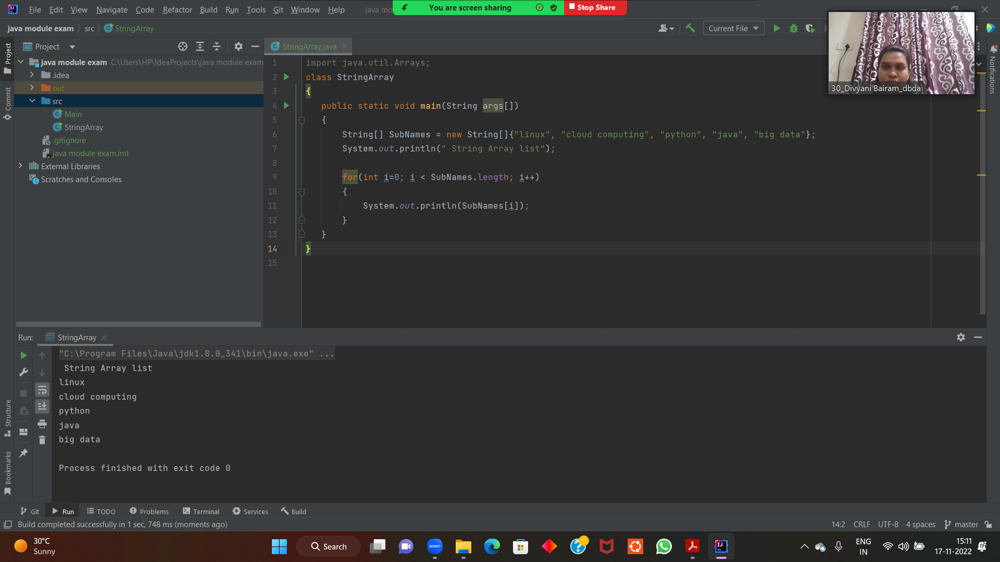 File Edit View Navigate Code Refactor Build Run Tools Git Window Help java mo
You are screen sharing Stop Share
java module exam src StringArray
Current File
30_Divyani Bairam_dbda
Project
StringArray.java
Project
Commit
Structure
Bookmarks
Notifications
java module exam C:\Users\HP\IdeaProjects\java module exam
.idea
out
src
Main
StringArray
.gitignore
java module exam.iml
External Libraries
Scratches and Consoles
1 import java.util.Arrays;
2 class StringArray
3 {
4 public static void main(String args[])
5 {
6 String[] SubNames = new String[]{"linux", "cloud computing", "python", "java", "big data"};
7 System.out.println(" String Array list");
8
9 for(int i=0; i < SubNames.length; i++)
10 {
11 System.out.println(SubNames[i]);
12 }
13 }
14 }
15
Run: StringArray
"C:\Program Files\Java\jdk1.8.0_341\bin\java.exe" ...
String Array list
linux
cloud computing
python
java
big data
Process finished with exit code 0
Git Run TODO Problems Terminal Services Build
Build completed successfully in 1 sec, 748 ms (moments ago) 14:2 CRLF UTF-8 4 spaces master
30°C
Sunny
Search
zoom
ENG
IN
15:11
17-11-2022